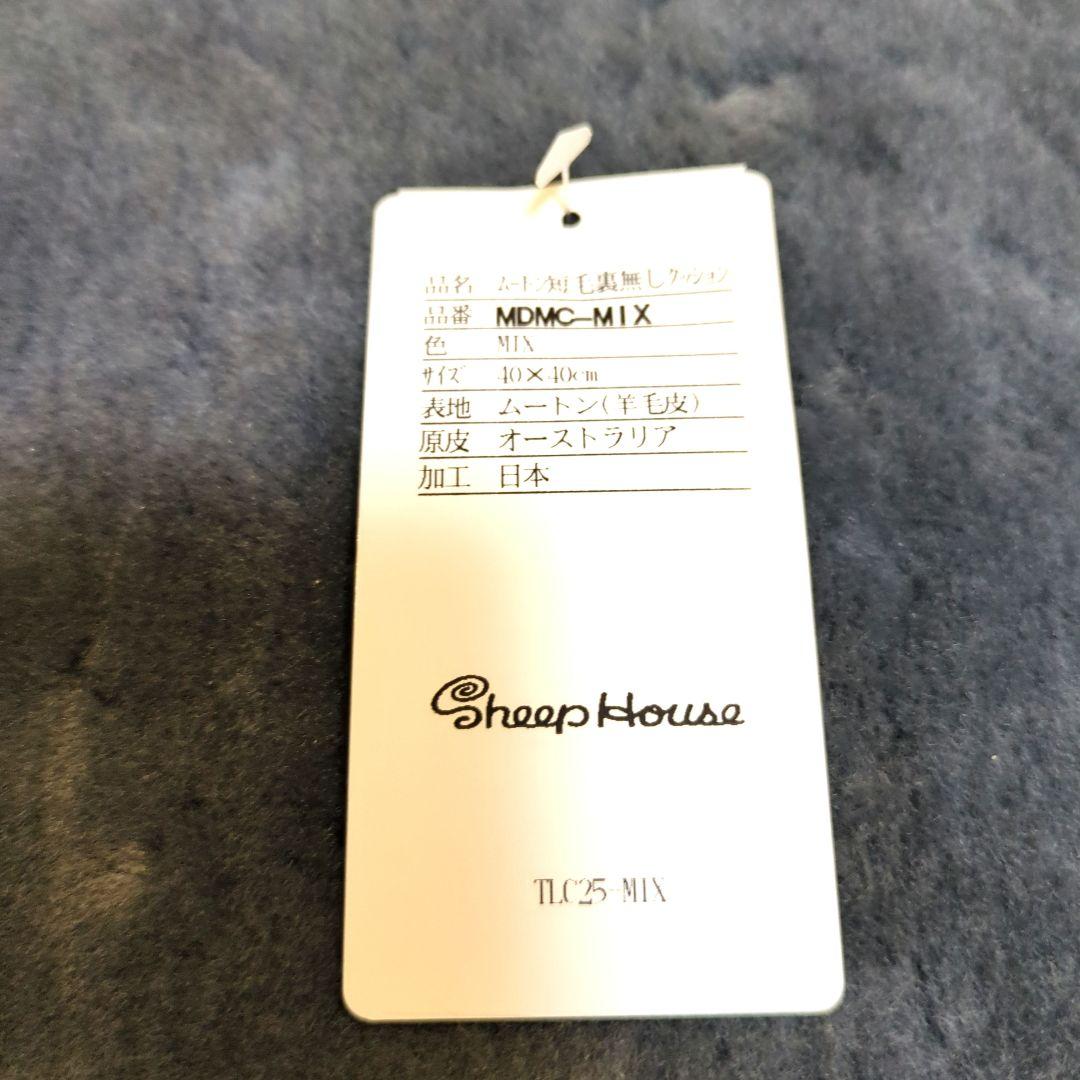 品名 ムートン短毛裏無しクッション
品番 MDMC-MIX
色 MIX
サイズ 40×40cm
表地 ムートン(羊毛皮)
原皮 オーストラリア
加工 日本
Sheep House
TLC25-MIX